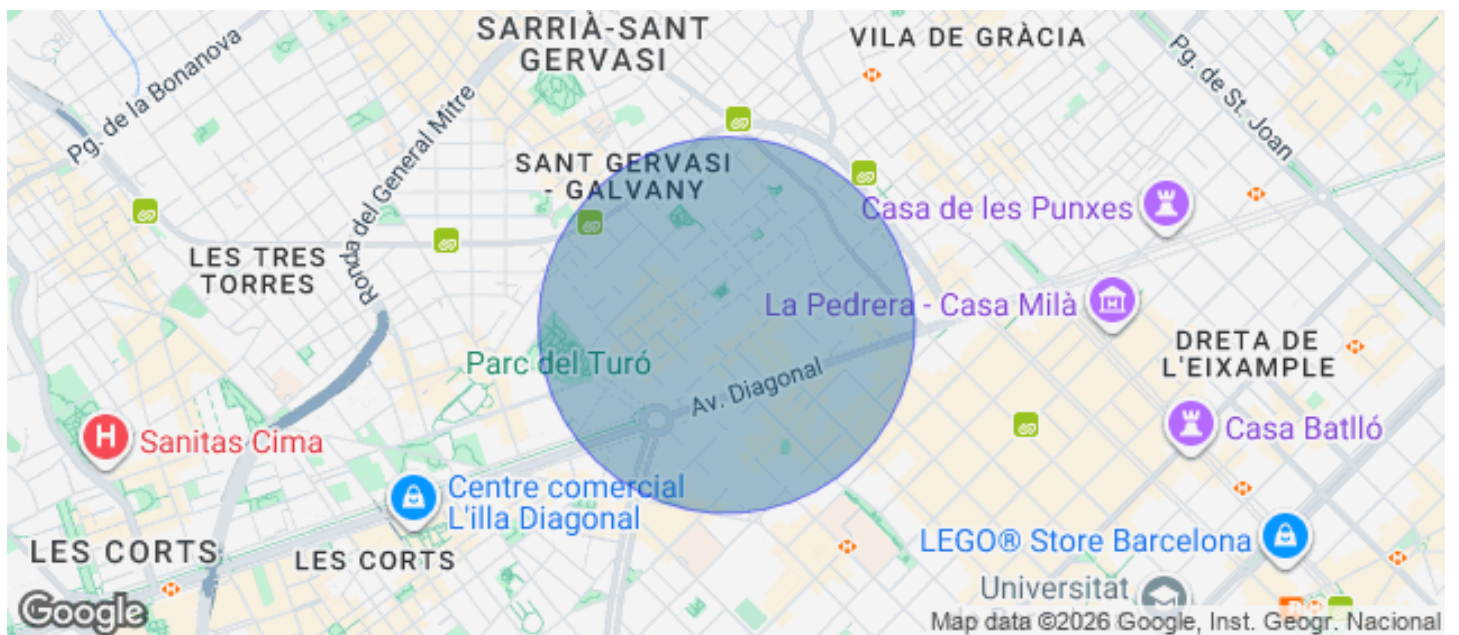 SARRIÀ-SANT
GERVASI
VILA DE GRÀCIA
Pg. de la Bonanova
Pg. de St. Joan
Ronda del General Mitre
SANT GERVASI
- GALVANY
Casa de les Punxes
LES TRES
TORRES
La Pedrera - Casa Milà
DRETA DE
L'EIXAMPLE
Parc del Turó
Av. Diagonal
H
Sanitas Cima
Casa Batlló
Centre comercial
L'illa Diagonal
LES CORTS
LES CORTS
LEGO® Store Barcelona
Universitat
Google
Map data ©2026 Google, Inst. Geogr. Nacional